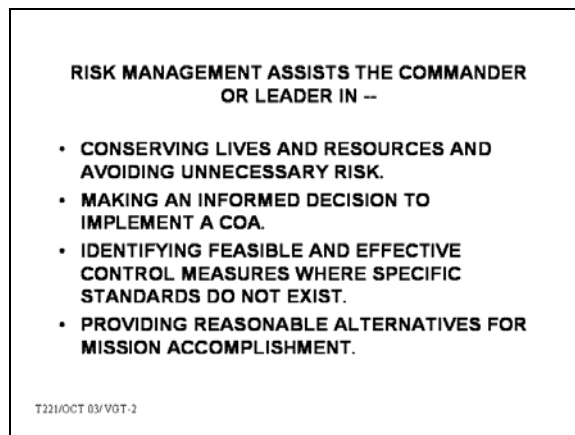 RISK MANAGEMENT ASSISTS THE COMMANDER
OR LEADER IN --
• CONSERVING LIVES AND RESOURCES AND
AVOIDING UNNECESSARY RISK.
• MAKING AN INFORMED DECISION TO
IMPLEMENT A COA.
• IDENTIFYING FEASIBLE AND EFFECTIVE
CONTROL MEASURES WHERE SPECIFIC
STANDARDS DO NOT EXIST.
• PROVIDING REASONABLE ALTERNATIVES FOR
MISSION ACCOMPLISHMENT.
T221/OCT 03/ VGT-2